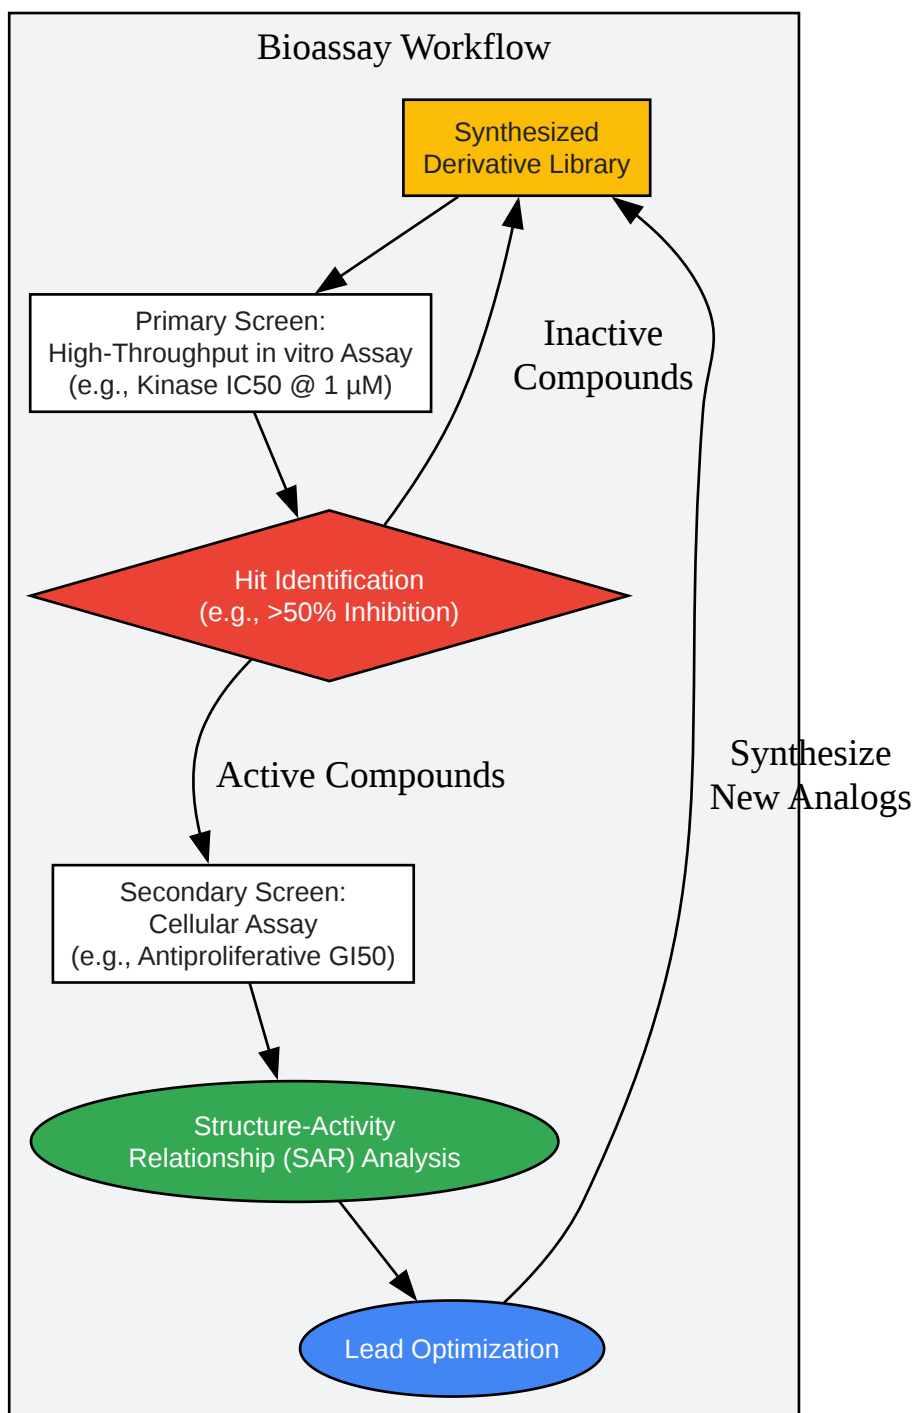 Bioassay Workflow
Synthesized
Derivative Library
Primary Screen:
High-Throughput in vitro Assay
(e.g., Kinase IC50 @ 1 µM)
Inactive
Compounds
Hit Identification
(e.g., >50% Inhibition)
Active Compounds
Synthesize
New Analogs
Secondary Screen:
Cellular Assay
(e.g., Antiproliferative GI50)
Structure-Activity
Relationship (SAR) Analysis
Lead Optimization